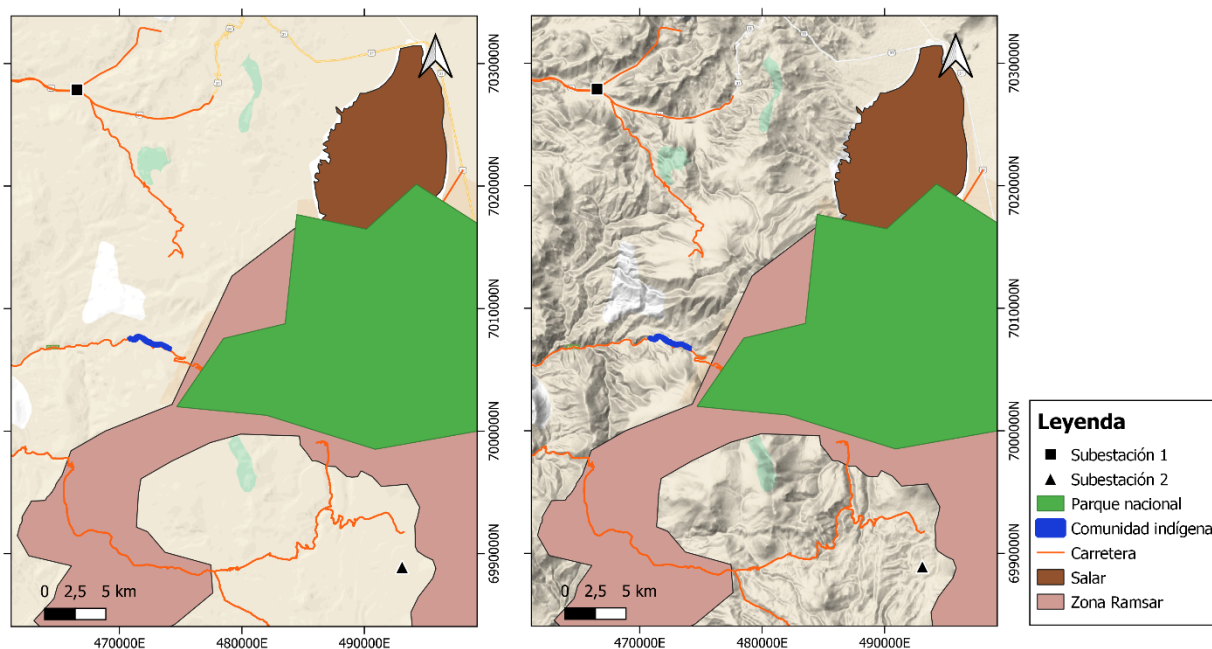 7030000N
7020000N
7010000N
7000000N
6990000N
0 2,5 5 km
470000E 480000E 490000E
7030000N
7020000N
7010000N
7000000N
6990000N
0 2,5 5 km
470000E 480000E 490000E
Leyenda
Subestación 1
Subestación 2
Parque nacional
Comunidad indígena
Carretera
Salar
Zona Ramsar